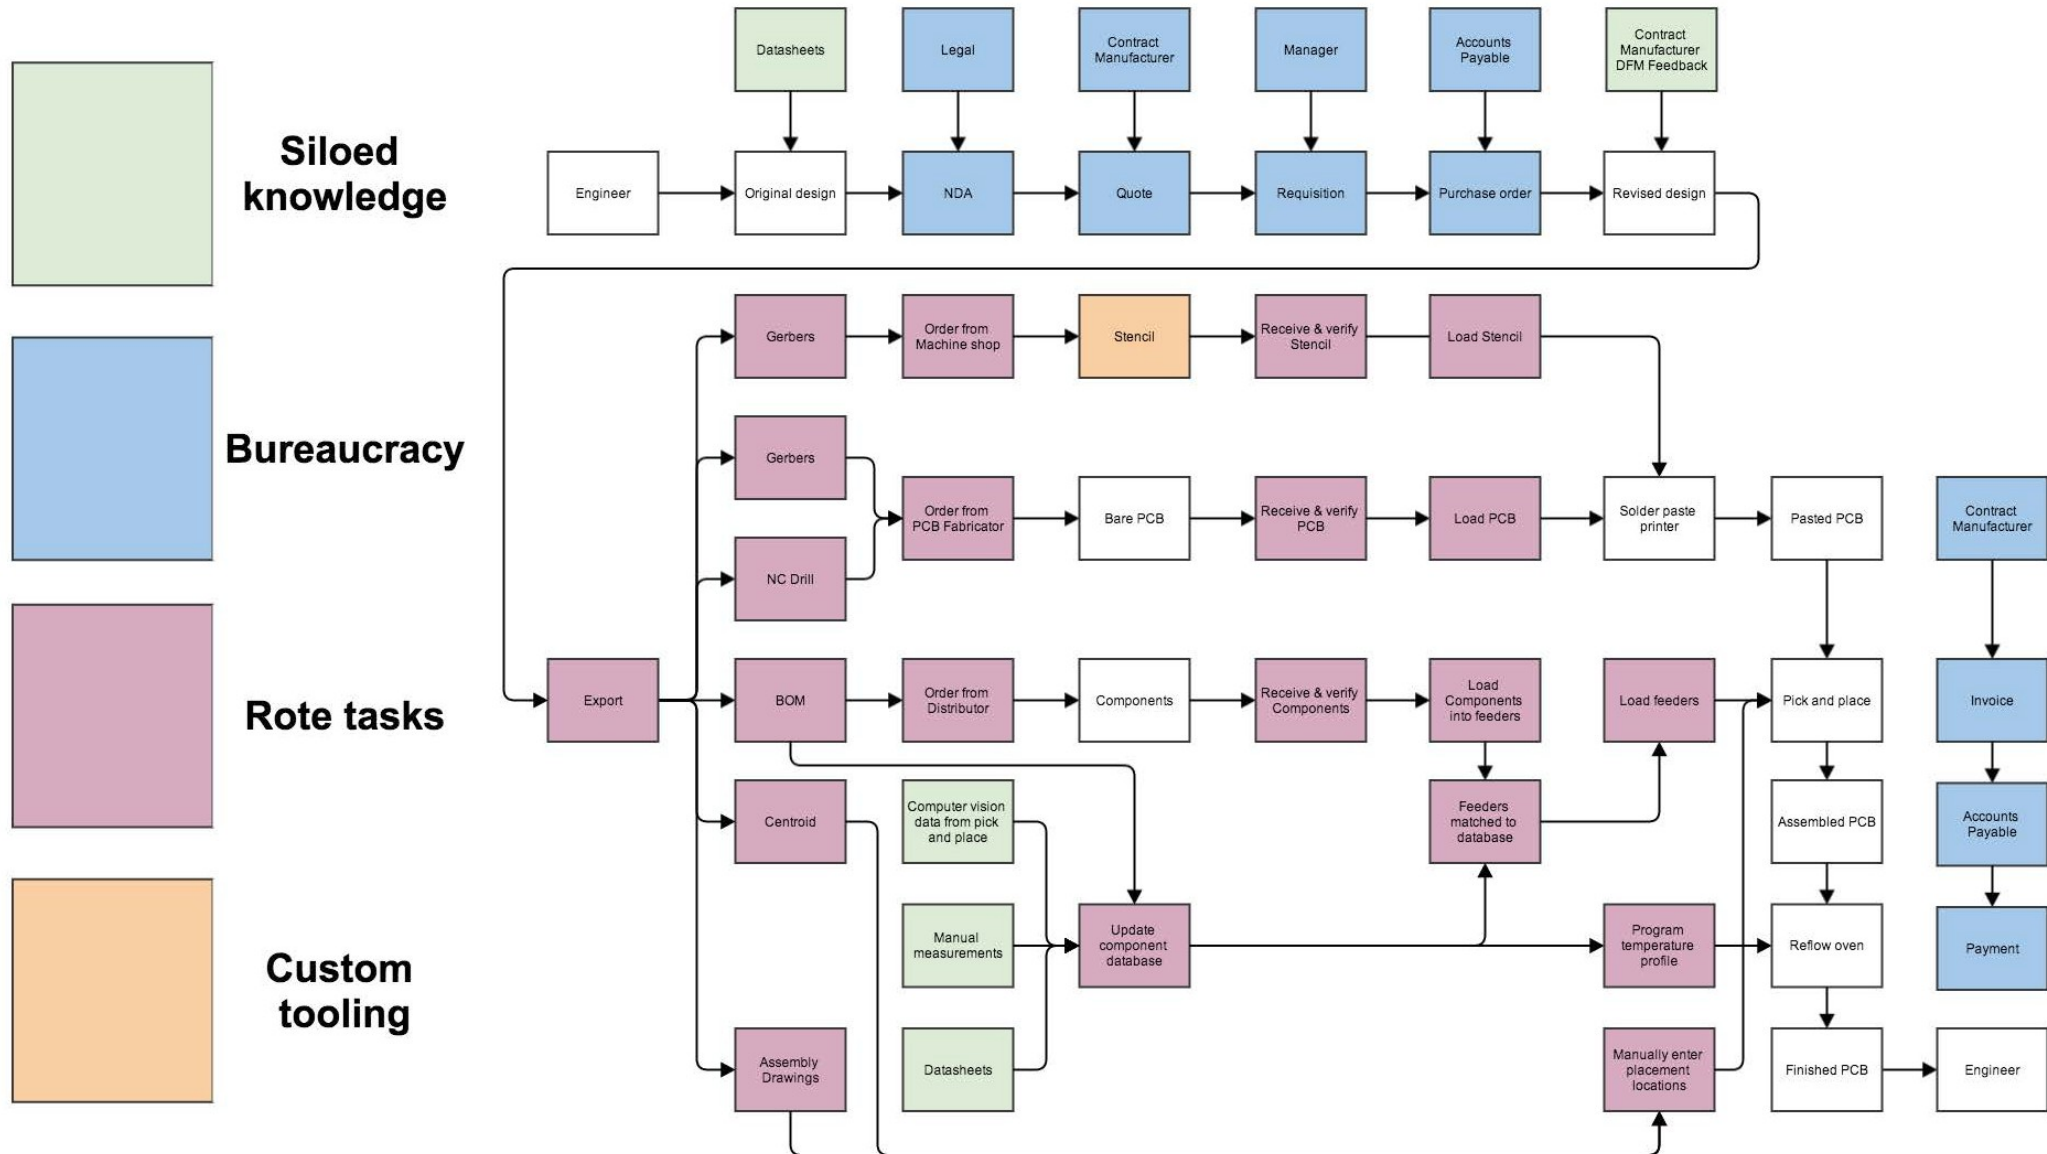 Siloed
knowledge
Bureaucracy
Rote tasks
Custom
tooling
Datasheets
Legal
Contract
Manufacturer
Manager
Accounts
Payable
Contract
Manufacturer
DFM Feedback
Engineer
Original design
NDA
Quote
Requisition
Purchase order
Revised design
Gerbers
Order from
Machine shop
Stencil
Receive & verify
Stencil
Load Stencil
Gerbers
NC Drill
Order from
PCB Fabricator
Bare PCB
Receive & verify
PCB
Load PCB
Solder paste
printer
Pasted PCB
Contract
Manufacturer
Export
BOM
Order from
Distributor
Components
Receive & verify
Components
Load
Components
into feeders
Load feeders
Pick and place
Invoice
Centroid
Computer vision
data from pick
and place
Feeders
matched to
database
Assembled PCB
Accounts
Payable
Manual
measurements
Update
component
database
Program
temperature
profile
Reflow oven
Payment
Assembly
Drawings
Datasheets
Manually enter
placement
locations
Finished PCB
Engineer